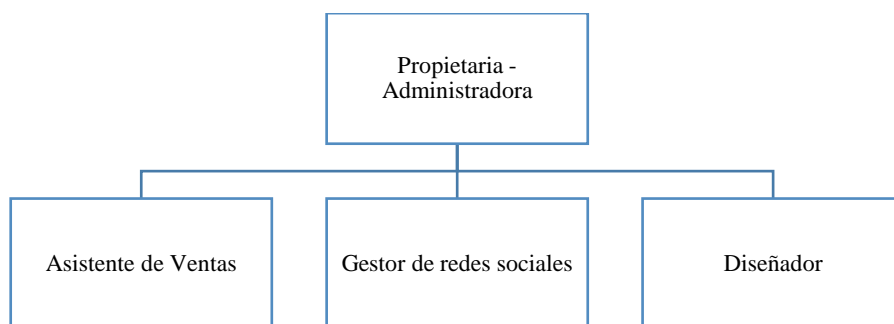 Propietaria -
Administradora
Asistente de Ventas
Gestor de redes sociales
Diseñador